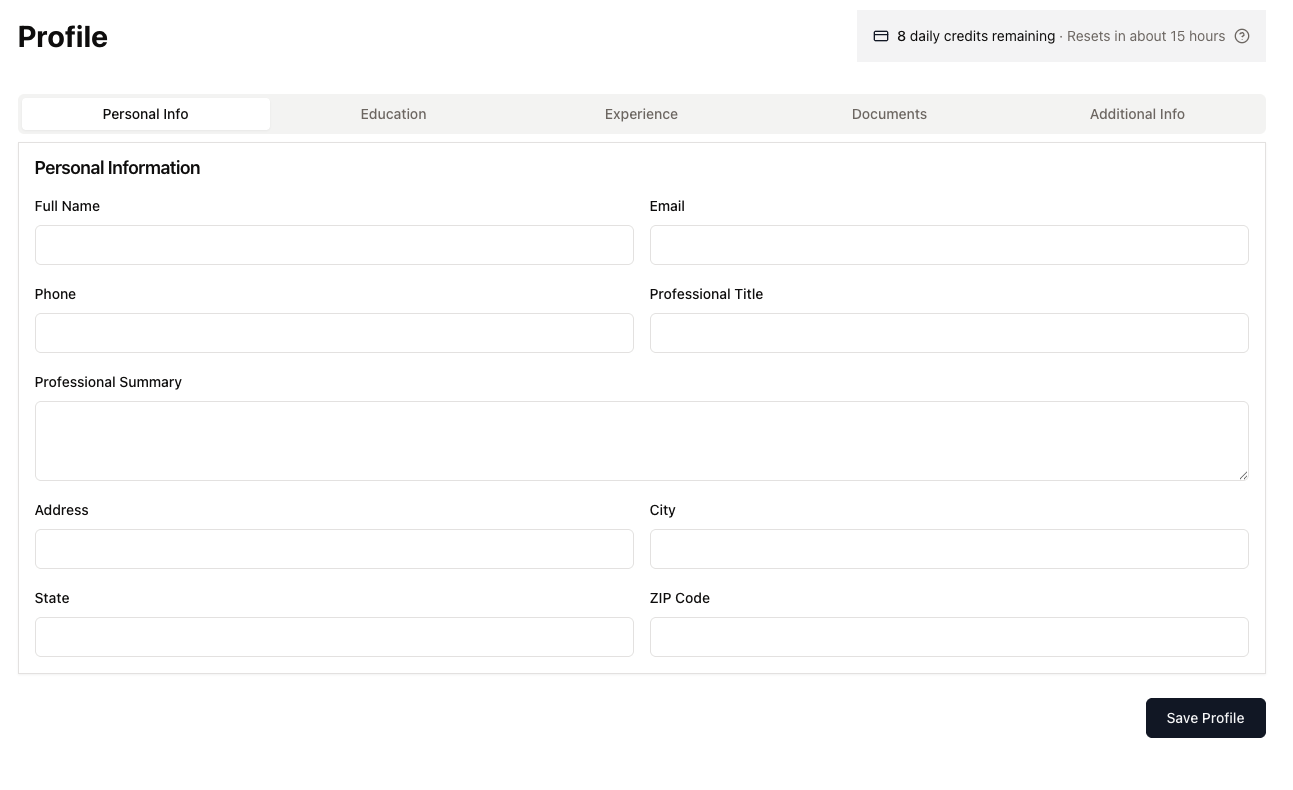 Profile
8 daily credits remaining · Resets in about 15 hours
Personal Info Education Experience Documents Additional Info
Personal Information
Full Name Email
Phone Professional Title
Professional Summary
Address City
State ZIP Code
Save Profile